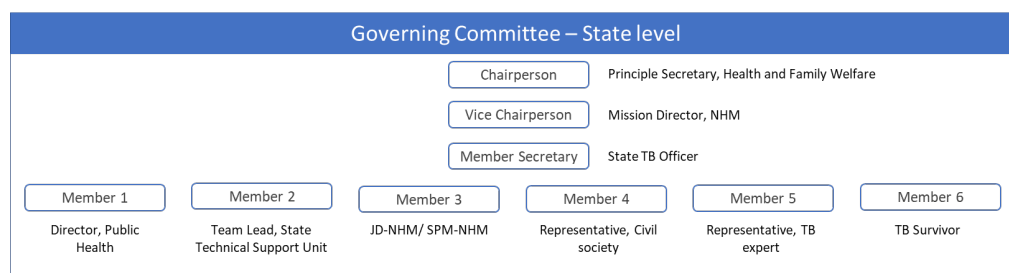 Governing Committee – State level
Chairperson
Principle Secretary, Health and Family Welfare
Vice Chairperson
Mission Director, NHM
Member Secretary
State TB Officer
Member 1
Member 2
Member 3
Member 4
Member 5
Member 6
Director, Public
Health
Team Lead, State
Technical Support Unit
JD-NHM/ SPM-NHM
Representative, Civil
society
Representative, TB
expert
TB Survivor